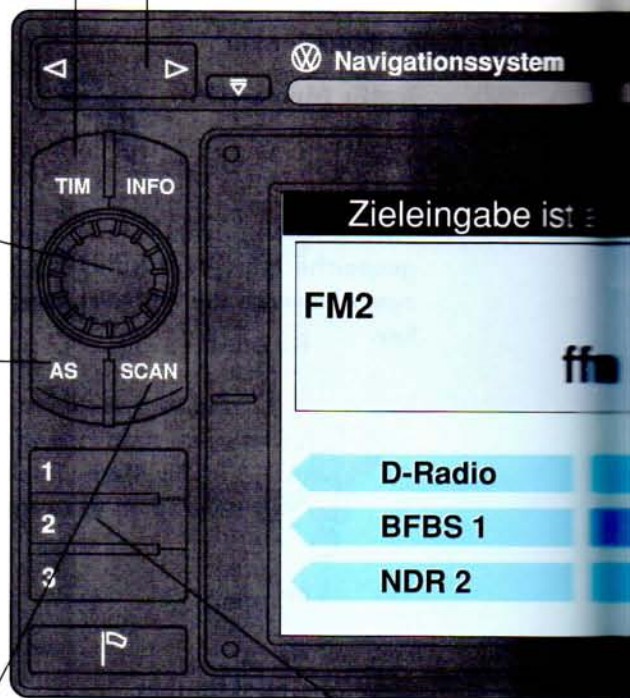 Navigationssystem
TIM INFO
Zieleingabe ist
FM2
AS SCAN
1
D-Radio
2
BFBS 1
3
NDR 2